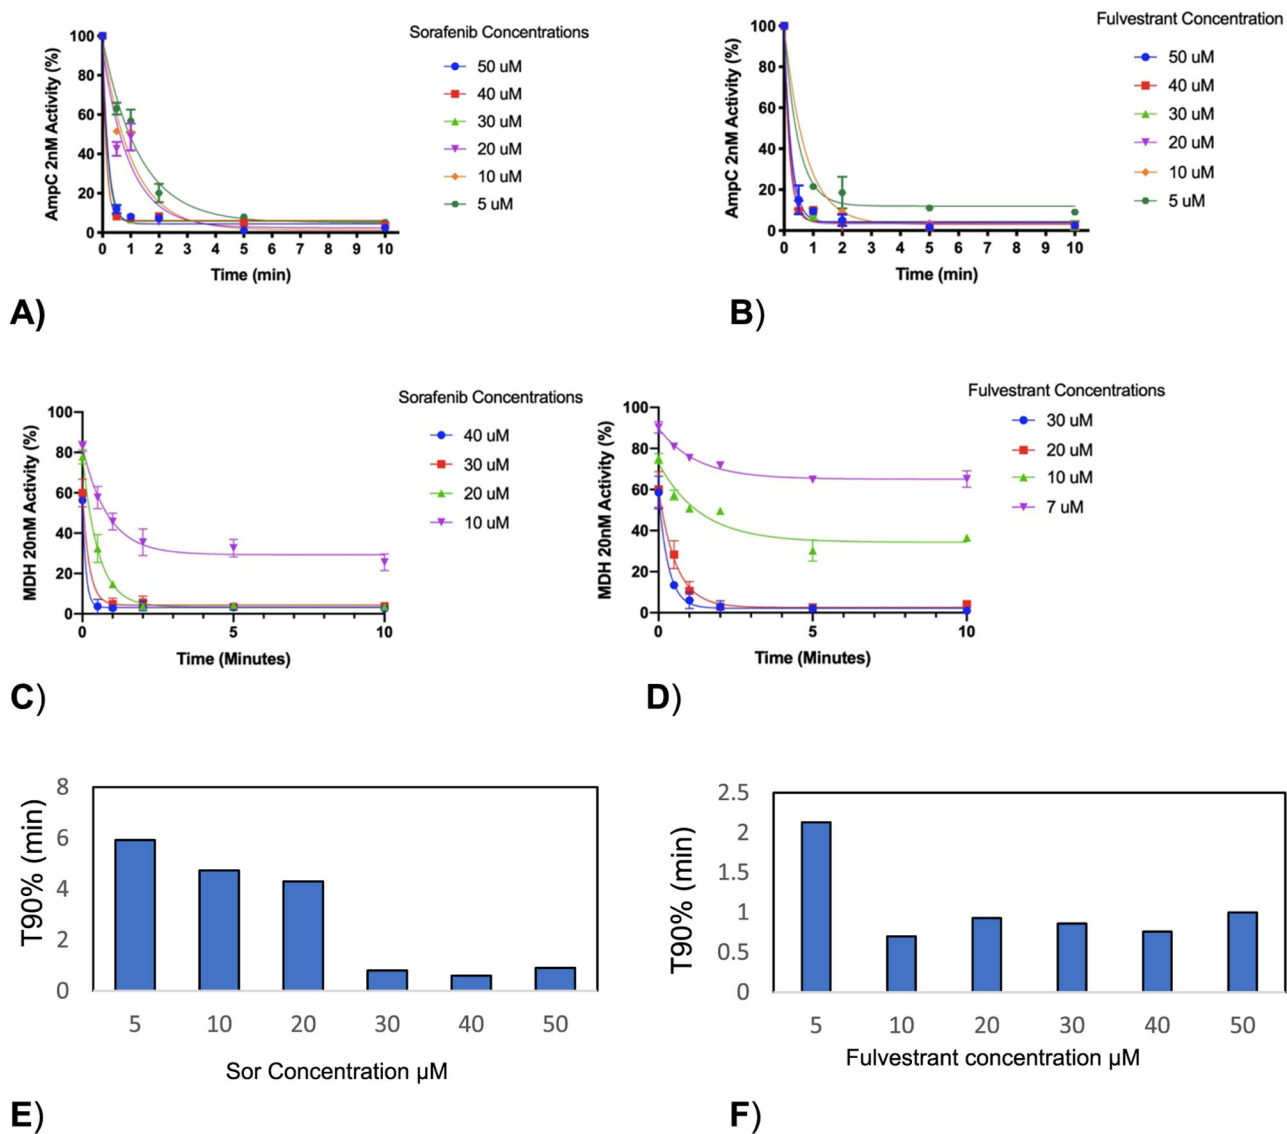 AmpC 2nM Activity (%)
100
80
60
40
20
0
0 1 2 3 4 5 6 7 8 9 10
Time (min)
Sorafenib Concentrations
50 uM
40 uM
30 uM
20 uM
10 uM
5 uM
A)
AmpC 2nM Activity (%)
100
80
60
40
20
0
0 1 2 3 4 5 6 7 8 9 10
Time (min)
Fulvestrant Concentration
50 uM
40 uM
30 uM
20 uM
10 uM
5 uM
B)
MDH 20nM Activity (%)
100
80
60
40
20
0
0 5 10
Time (Minutes)
Sorafenib Concentrations
40 uM
30 uM
20 uM
10 uM
C)
MDH 20nM Activity (%)
100
80
60
40
20
0
0 5 10
Time (Minutes)
Fulvestrant Concentrations
30 uM
20 uM
10 uM
7 uM
D)
T90% (min)
8
6
4
2
0
5 10 20 30 40 50
Sor Concentration µM
E)
T90% (min)
2.5
2
1.5
1
0.5
0
5 10 20 30 40 50
Fulvestrant concentration µM
F)